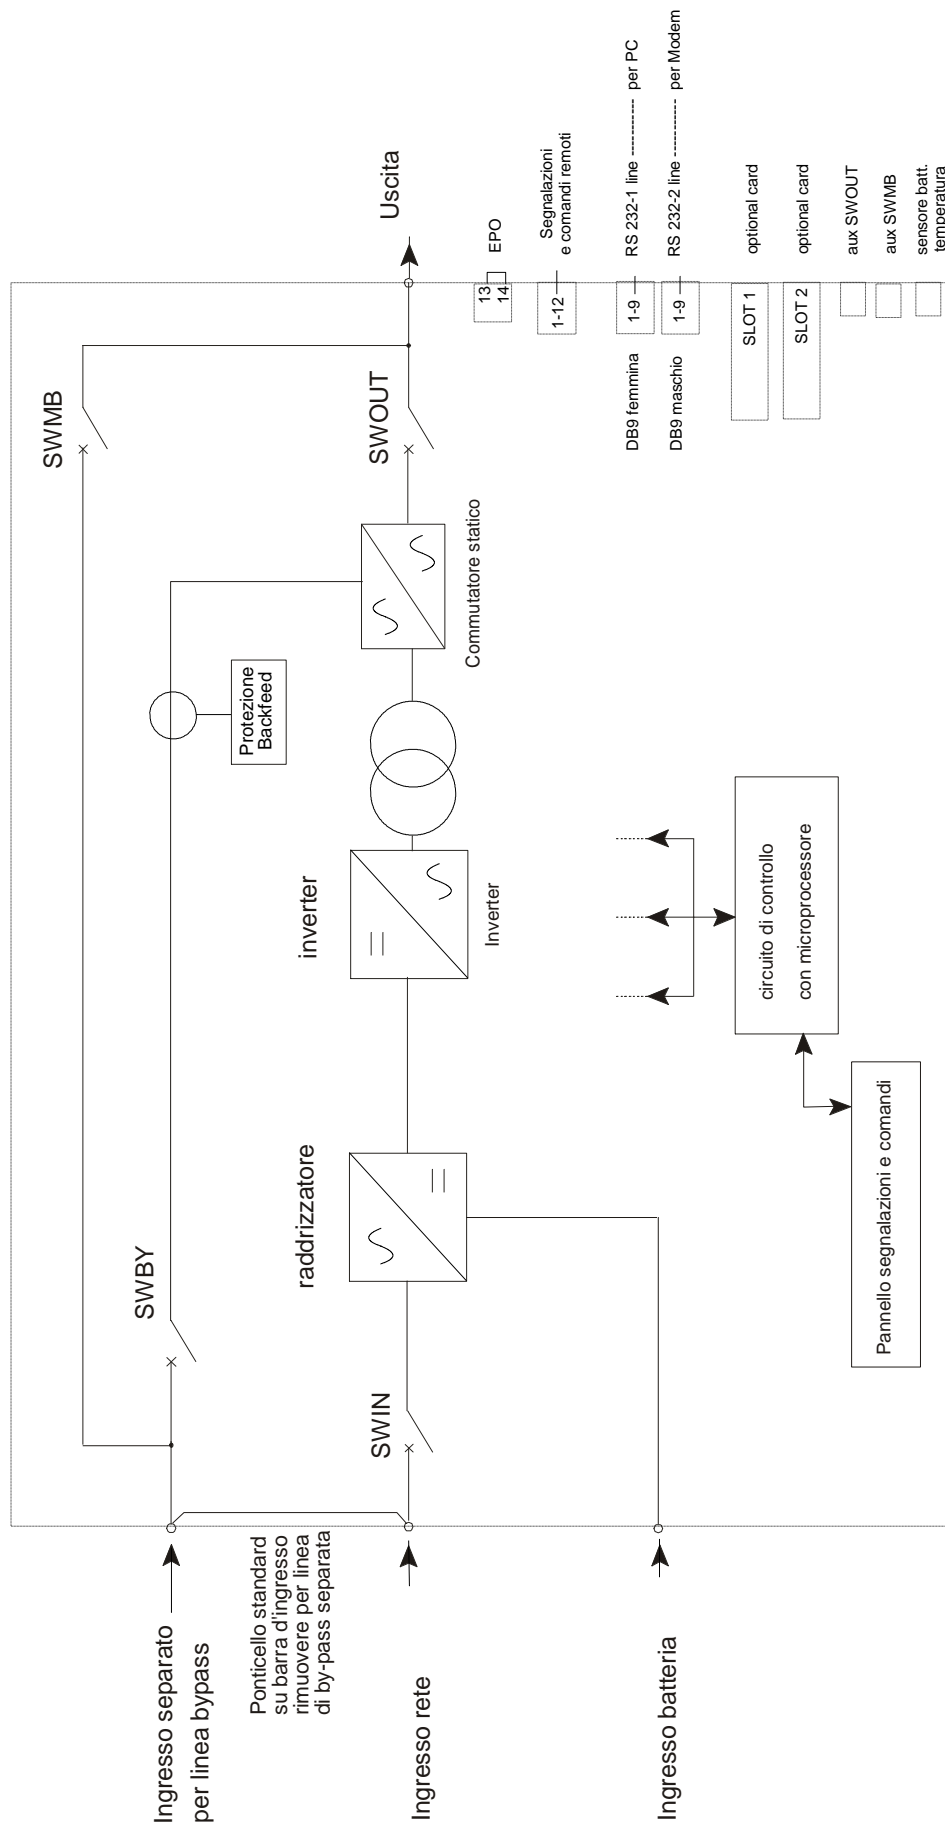 Ingresso separato
per linea bypass
Ponticello standard
su barra d'ingresso
rimuovere per linea
di by-pass separata
Ingresso rete
Ingresso batteria
SWMB
SWBY
SWIN
raddrizzatore
inverter
Inverter
Protezione
Backfeed
Commutatore statico
SWOUT
Uscita
circuito di controllo
con microprocessore
Pannello segnalazioni e comandi
13
14
EPO
1-12
Segnalazioni
e comandi remoti
DB9 femmina
1-9
RS 232-1 line ---------- per PC
DB9 maschio
1-9
RS 232-2 line ---------- per Modem
SLOT 1
optional card
SLOT 2
optional card
aux SWOUT
aux SWMB
sensore batt.
temperatura